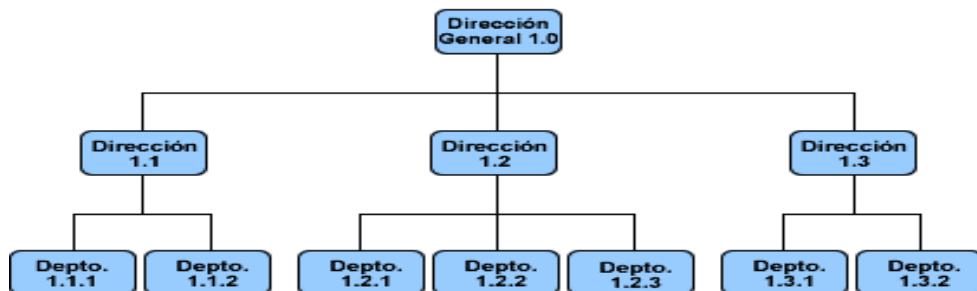 Dirección
General 1.0
Dirección
1.1
Dirección
1.2
Dirección
1.3
Depto.
1.1.1
Depto.
1.1.2
Depto.
1.2.1
Depto.
1.2.2
Depto.
1.2.3
Depto.
1.3.1
Depto.
1.3.2